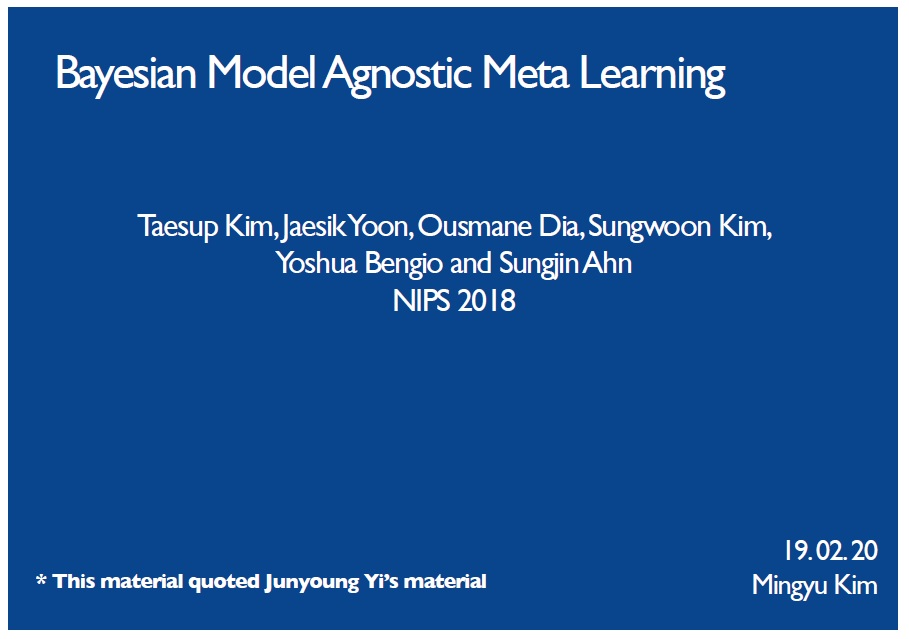 Bayesian Model Agnostic Meta Learning
Taesup Kim, Jaesik Yoon, Ousmane Dia, Sungwoon Kim,
Yoshua Bengio and Sungjin Ahn
NIPS 2018
19. 02. 20
* This material quoted Junyoung Yi's material
Mingyu Kim